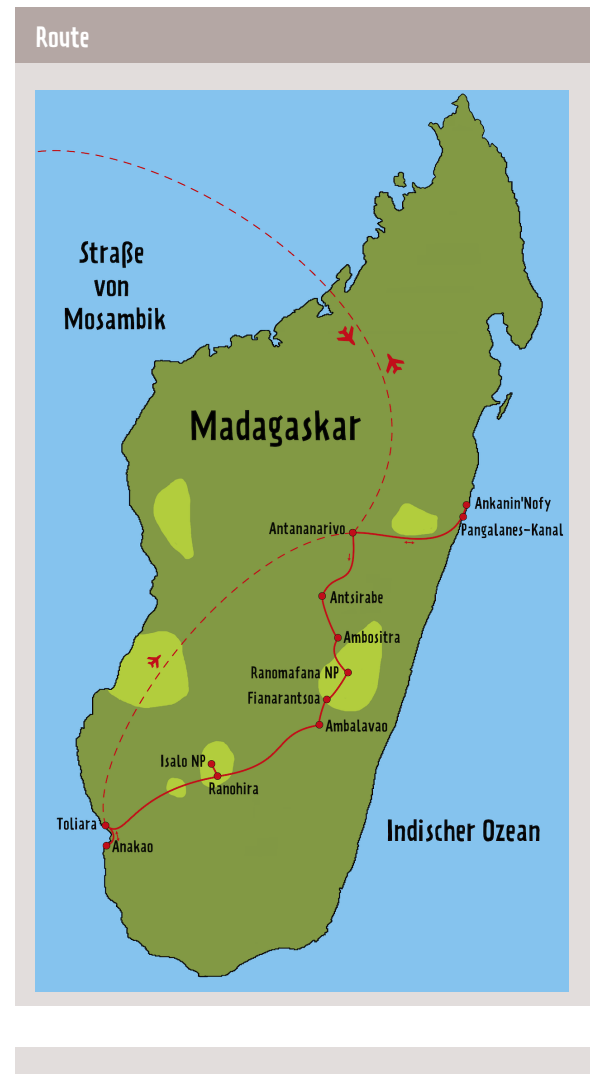 Route
Straße
von
Mosambik
Madagaskar
Ankanin'Nofy
Pangalanes-Kanal
Antananarivo
Antsirabe
Ambositra
Ranomafana NP
Fianarantsoa
Ambalavao
Isalo NP
Ranohira
Toliara
Anakao
Indischer Ozean